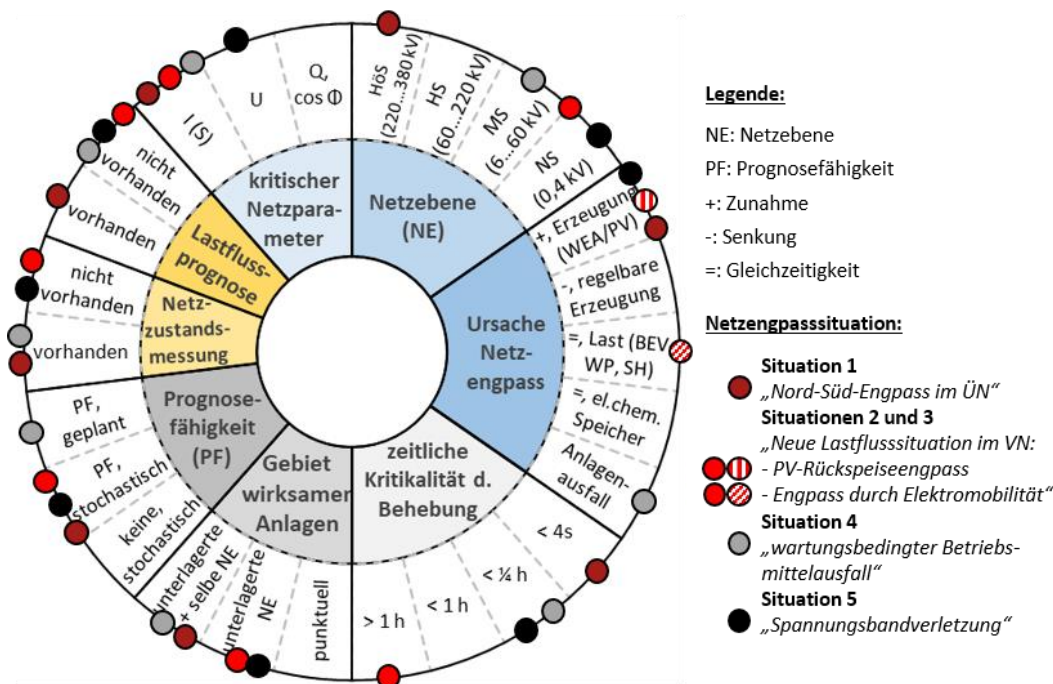 HöS
(220...380 kV)
HS
(60...220 kV)
MS
(6...60 kV)
NS
(0,4 kV)
Netzebene
(NE)
+, Erzeugung
(WEA/PV)
-, regelbare
Erzeugung
=, Last (BEV,
WP, SH)
=, el.chem.
Speicher
Anlagen-
ausfall
Ursache
Netz-
engpass
< 4s
< ¼ h
< 1 h
> 1 h
zeitliche
Kritikalität d.
Behebung
punktuell
unterlagerte
NE
unterlagerte
+ selbe NE
Gebiet
wirksamer
Anlagen
keine,
stochastisch
PF,
stochastisch
PF,
geplant
Prognose-
fähigkeit
(PF)
vorhanden
nicht
vorhanden
Netz-
zustands-
messung
vorhanden
nicht
vorhanden
Lastfluss-
prognose
I (S)
U
Q,
cos Φ
kritischer
Netzpara-
meter
Legende:
NE: Netzebene
PF: Prognosefähigkeit
+: Zunahme
-: Senkung
=: Gleichzeitigkeit
Netzengpasssituation:
Situation 1
„Nord-Süd-Engpass im ÜN“
Situationen 2 und 3
„Neue Lastflusssituation im VN:
- PV-Rückspeiseengpass
- Engpass durch Elektromobilität“
Situation 4
„wartungsbedingter Betriebs-
mittelausfall“
Situation 5
„Spannungsbandverletzung“